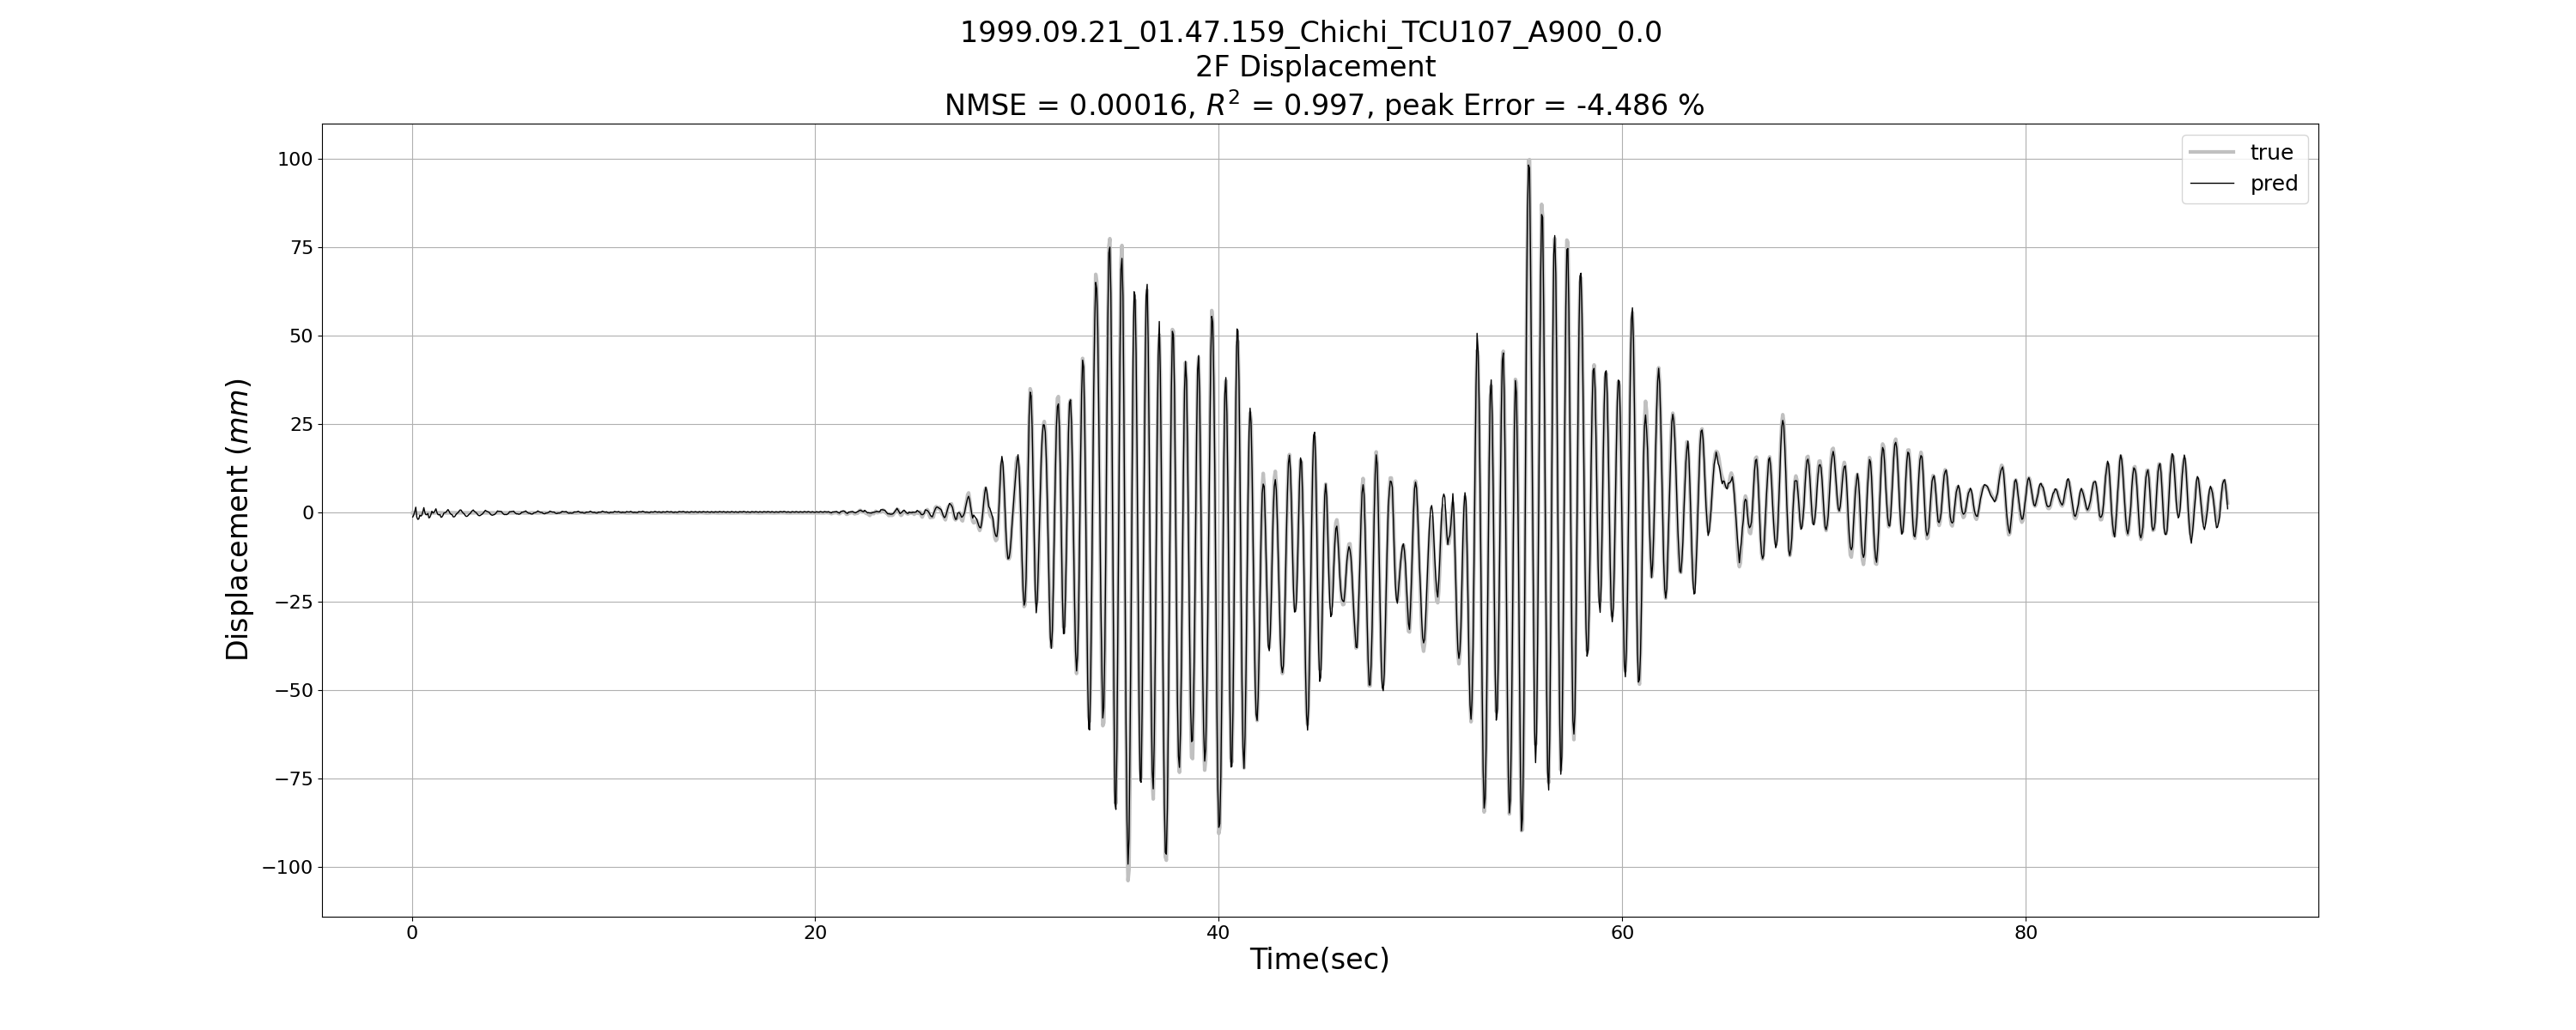 1999.09.21_01.47.159_Chichi_TCU107_A900_0.0
2F Displacement
NMSE = 0.00016, R² = 0.997, peak Error = -4.486 %
true
pred
100
75
50
25
0
−25
−50
−75
−100
Displacement (mm)
0 20 40 60 80
Time(sec)